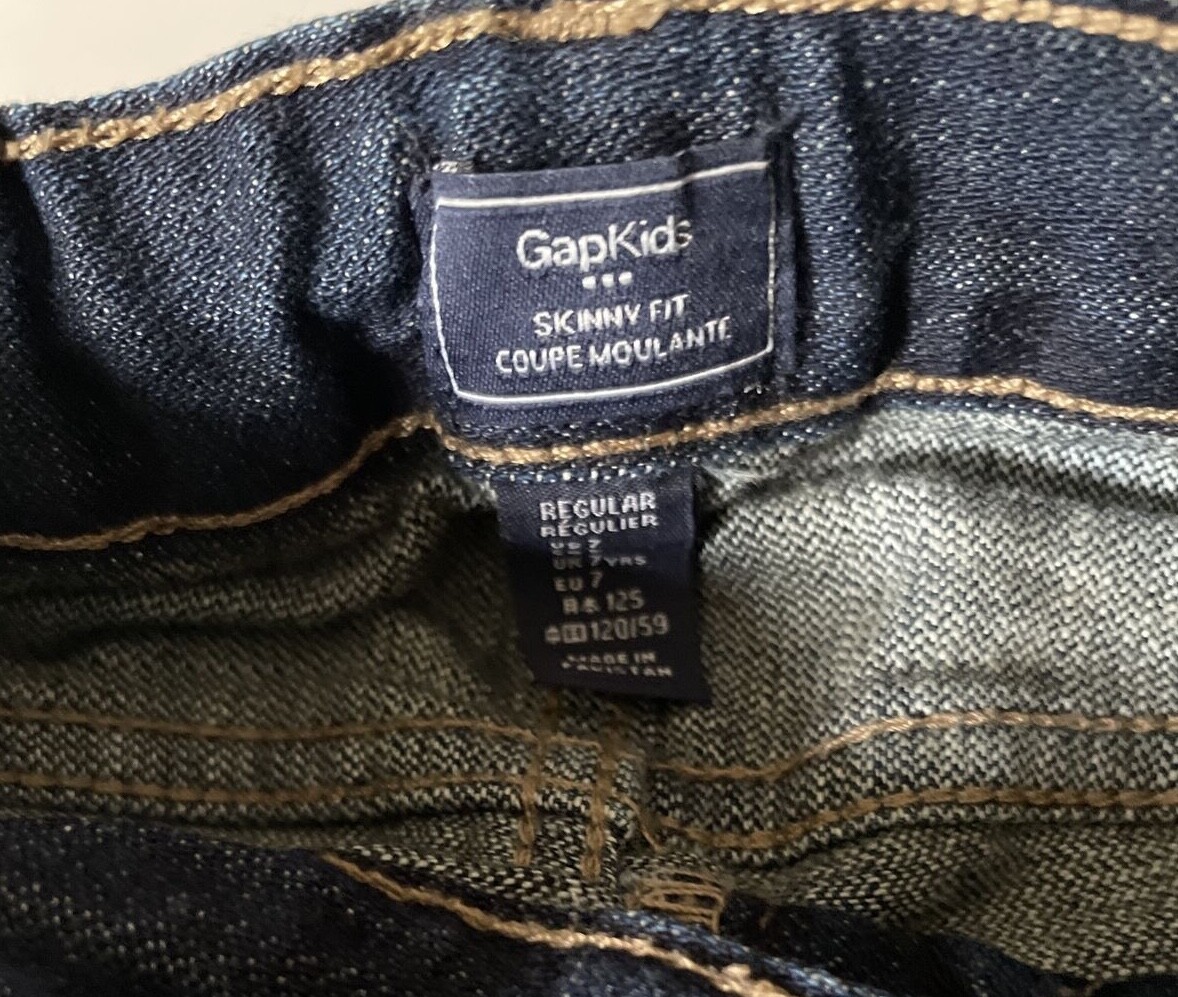 GapKids
SKINNY FIT
COUPE MOULANTE
REGULAR
RÉGULIER
US 7
UK 7 YRS
EU 7
125
120/59
MADE IN
PAKISTAN